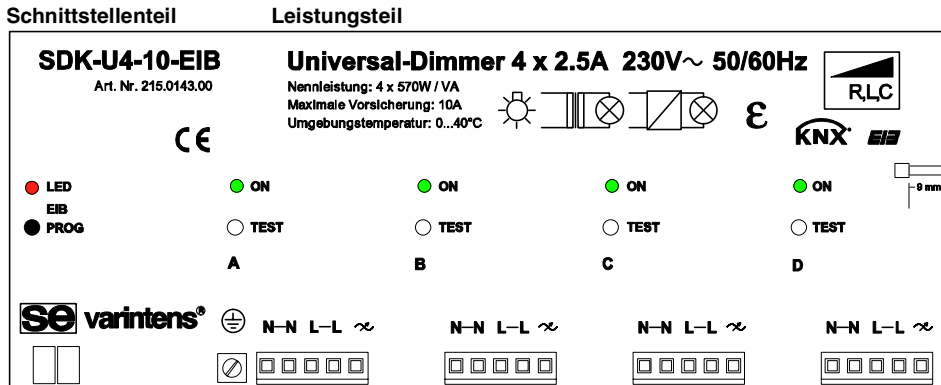 Schnittstellenteil Leistungsteil
SDK-U4-10-EIB
Art. Nr. 215.0143.00
CE
Universal-Dimmer 4 x 2.5A 230V~ 50/60Hz
Nennleistung: 4 x 570W / VA
Maximale Vorsicherung: 10A
Umgebungstemperatur: 0...40°C
ε
R,L,C
KNX EIB
9 mm
LED
EIB
PROG
ON ON ON ON
TEST TEST TEST TEST
A B C D
se varintens®
N—N L—L N—N L—L N—N L—L N—N L—L